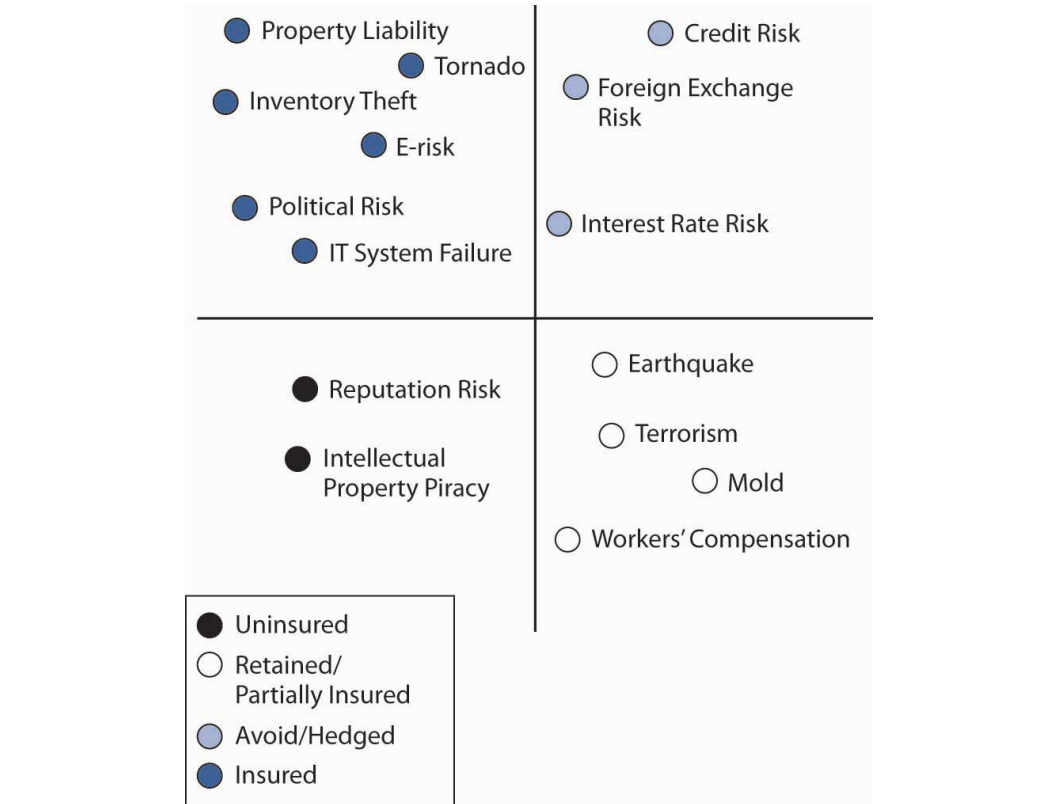 Property Liability
Tornado
Inventory Theft
E-risk
Political Risk
IT System Failure
Credit Risk
Foreign Exchange
Risk
Interest Rate Risk
Reputation Risk
Intellectual
Property Piracy
Earthquake
Terrorism
Mold
Workers’ Compensation
Uninsured
Retained/
Partially Insured
Avoid/Hedged
Insured